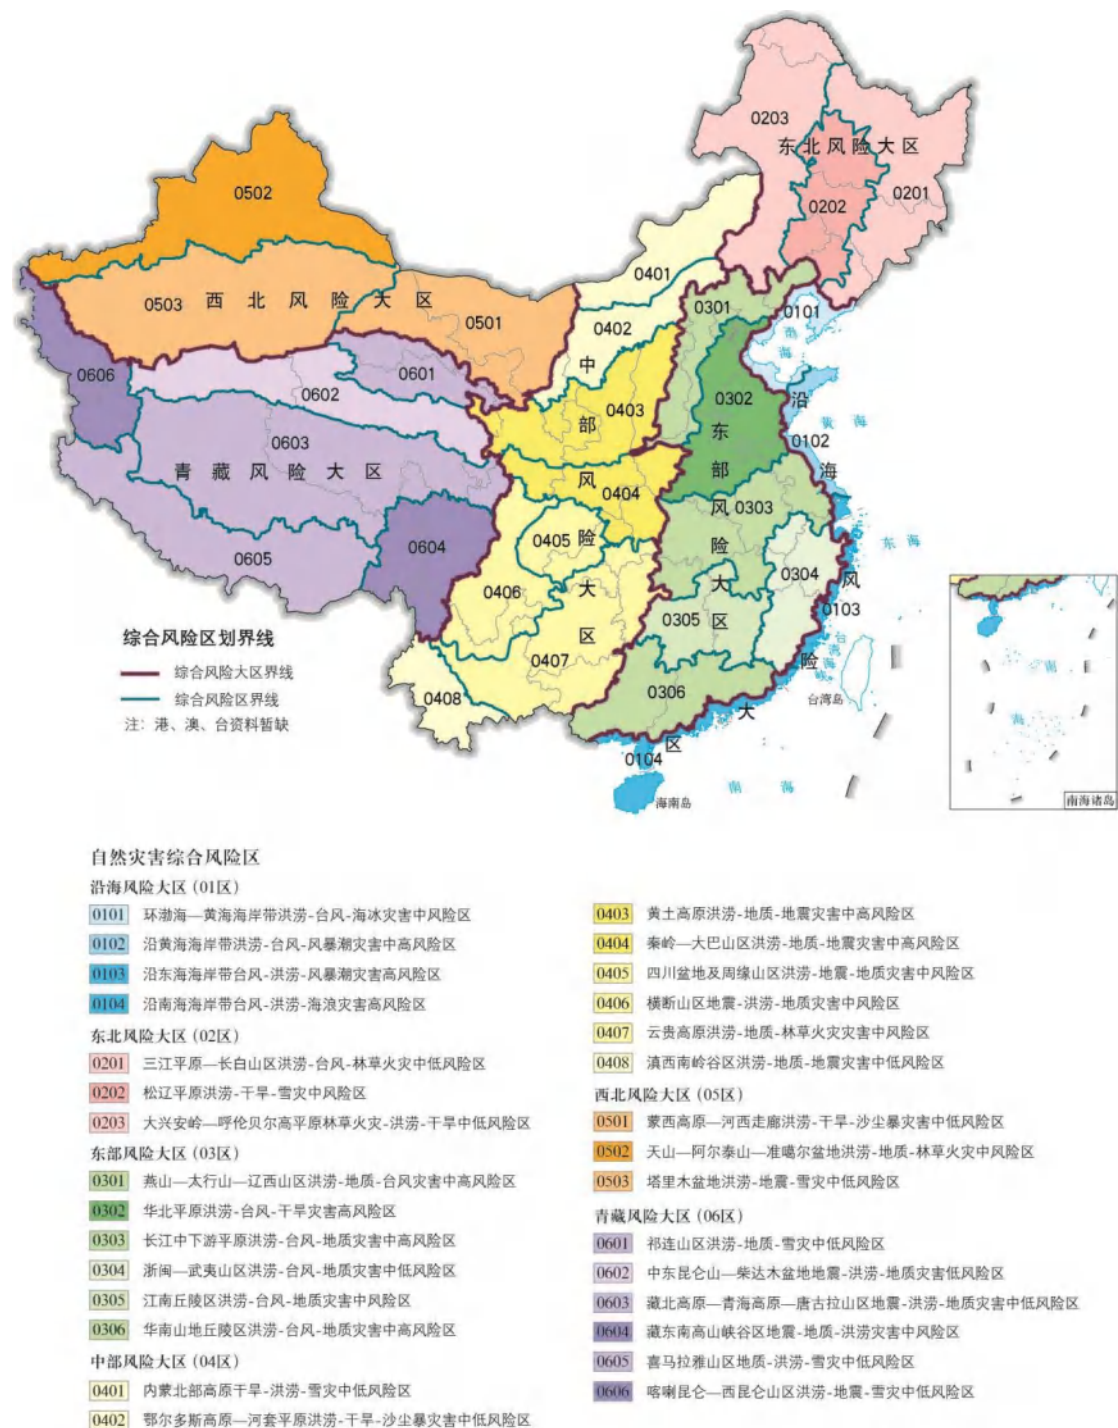 0203
东北风险大区
0502
0201
0202
0401
0301
0101
渤海
0503
西北风险大区
0501
0402
中
0606
0601
0602
0403
0302
沿
黄海
0603
部
东
0102
青藏风险大区
部
海
风
0404
风
0303
0604
0405
险
险
东海
0605
0406
大
大
0304
风
0305
区
0103
综合风险区划界线
区
台湾海峡
综合风险大区界线
0407
险
综合风险区界线
0408
0306
台湾岛
注：港、澳、台资料暂缺
大
区
0104
海南岛
南海
南
海
南海诸岛
自然灾害综合风险区
沿海风险大区（01区）
0101 环渤海—黄海海岸带洪涝-台风-海冰灾害中风险区
0102 沿黄海海岸带洪涝-台风-风暴潮灾害中高风险区
0103 沿东海海岸带台风-洪涝-风暴潮灾害高风险区
0104 沿南海海岸带台风-洪涝-海浪灾害高风险区
东北风险大区（02区）
0201 三江平原—长白山区洪涝-台风-林草火灾中低风险区
0202 松辽平原洪涝-干旱-雪灾中风险区
0203 大兴安岭—呼伦贝尔高平原林草火灾-洪涝-干旱中低风险区
东部风险大区（03区）
0301 燕山—太行山—辽西山区洪涝-地质-台风灾害中高风险区
0302 华北平原洪涝-台风-干旱灾害高风险区
0303 长江中下游平原洪涝-台风-地质灾害中高风险区
0304 浙闽—武夷山区洪涝-台风-地质灾害中低风险区
0305 江南丘陵区洪涝-台风-地质灾害中风险区
0306 华南山地丘陵区洪涝-台风-地质灾害中高风险区
中部风险大区（04区）
0401 内蒙北部高原干旱-洪涝-雪灾中低风险区
0402 鄂尔多斯高原—河套平原洪涝-干旱-沙尘暴灾害中低风险区
0403 黄土高原洪涝-地质-地震灾害中高风险区
0404 秦岭—大巴山区洪涝-地质-地震灾害中高风险区
0405 四川盆地及周缘山区洪涝-地震-地质灾害中风险区
0406 横断山区地震-洪涝-地质灾害中风险区
0407 云贵高原洪涝-地质-林草火灾灾害中风险区
0408 滇西南岭谷区洪涝-地质-地震灾害中低风险区
西北风险大区（05区）
0501 蒙西高原—河西走廊洪涝-干旱-沙尘暴灾害中低风险区
0502 天山—阿尔泰山—准噶尔盆地洪涝-地质-林草火灾中风险区
0503 塔里木盆地洪涝-地震-雪灾中低风险区
青藏风险大区（06区）
0601 祁连山区洪涝-地质-雪灾中低风险区
0602 中东昆仑山—柴达木盆地地震-洪涝-地质灾害低风险区
0603 藏北高原—青海高原—唐古拉山区地震-洪涝-地质灾害中低风险区
0604 藏东南高山峡谷区地震-地质-洪涝灾害中风险区
0605 喜马拉雅山区地质-洪涝-雪灾中低风险区
0606 喀喇昆仑—西昆仑山区洪涝-地震-雪灾中低风险区